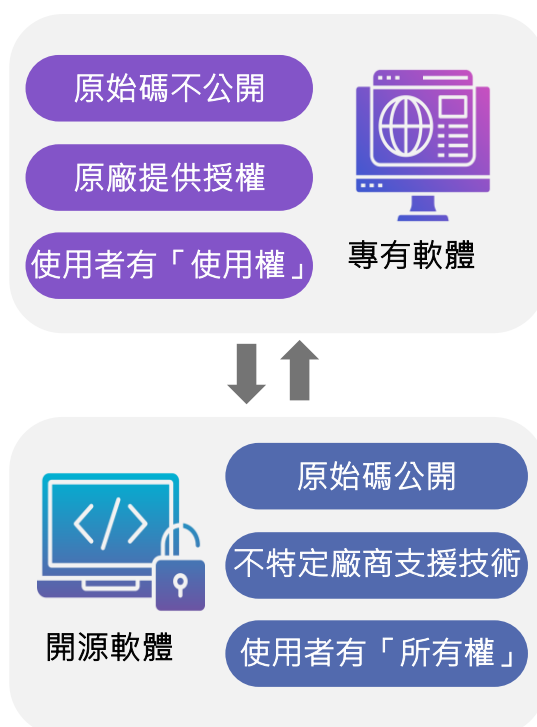 原始碼不公開
原廠提供授權
使用者有「使用權」
專有軟體
原始碼公開
不特定廠商支援技術
使用者有「所有權」
開源軟體